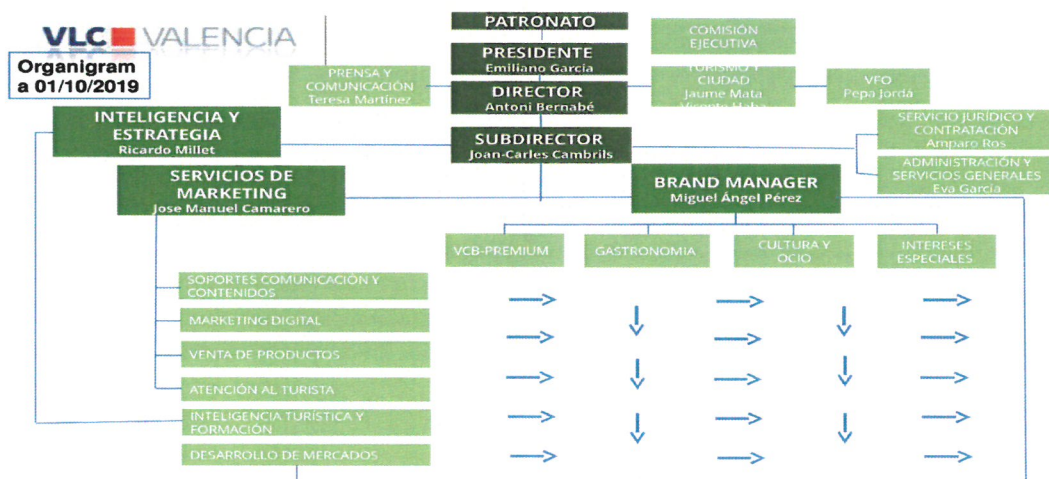 VLC VALENCIA
Organigram
a 01/10/2019
PATRONATO
PRESIDENTE
Emiliano García
COMISIÓN
EJECUTIVA
PRENSA Y
COMUNICACIÓN
Teresa Martínez
DIRECTOR
Antoni Bernabé
TURISMO Y
CIUDAD
Jaume Mata
Vicente Haba
VFO
Pepa Jordá
INTELIGENCIA Y
ESTRATEGIA
Ricardo Millet
SUBDIRECTOR
Joan-Carles Cambrils
SERVICIO JURÍDICO Y
CONTRATACIÓN
Amparo Ros
ADMINISTRACIÓN Y
SERVICIOS GENERALES
Eva García
SERVICIOS DE
MARKETING
Jose Manuel Camarero
BRAND MANAGER
Miguel Ángel Pérez
VCB-PREMIUM
GASTRONOMIA
CULTURA Y
OCIO
INTERESES
ESPECIALES
SOPORTES COMUNICACIÓN Y
CONTENIDOS
MARKETING DIGITAL
VENTA DE PRODUCTOS
ATENCIÓN AL TURISTA
INTELIGENCIA TURÍSTICA Y
FORMACIÓN
DESARROLLO DE MERCADOS